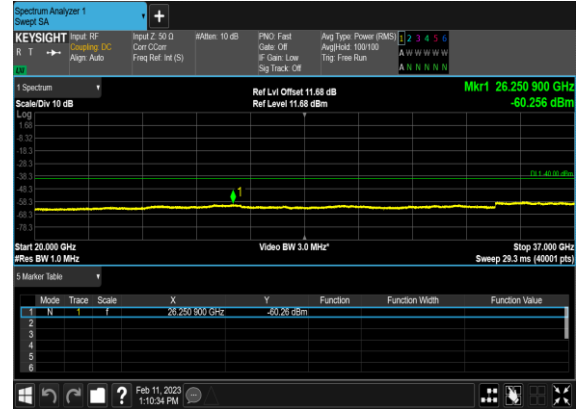 Spectrum Analyzer 1
Swept SA
+
KEYSIGHT Input: RF Input Z: 50 Ω #Atten: 10 dB PNO: Fast Avg Type: Power (RMS) 1 2 3 4 5 6
R T Coupling: DC Corr CCorr Gate: Off Avg|Hold: 100/100 A W W W W W
Align: Auto Freq Ref: Int (S) IF Gain: Low Trig: Free Run
Sig Track: Off A N N N N N
1 Spectrum Ref Lvl Offset 11.68 dB Mkr1 26.250 900 GHz
Scale/Div 10 dB Ref Level 11.68 dBm -60.256 dBm
Log
1.68
-8.32
-18.3
-28.3
-38.3 DL1 -40.00 dBm
-48.3 1
-58.3
-68.3
-78.3
Start 20.000 GHz Video BW 3.0 MHz* Stop 37.000 GHz
#Res BW 1.0 MHz Sweep 29.3 ms (40001 pts)
5 Marker Table
Mode Trace Scale X Y Function Function Width Function Value
1 N 1 f 26.250 900 GHz -60.26 dBm
2
3
4
5
6
? Feb 11, 2023
1:10:34 PM